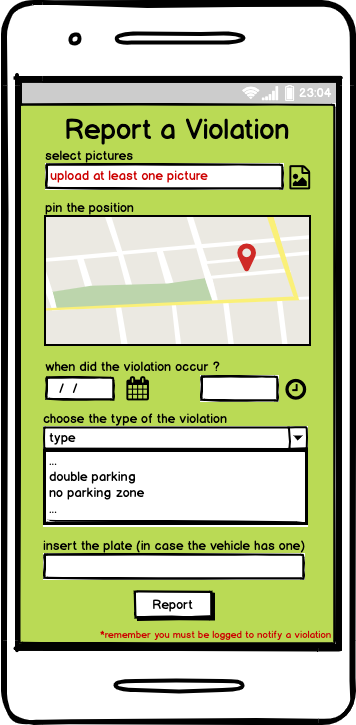 23:04
Report a Violation
select pictures
upload at least one picture
pin the position
when did the violation occur ?
/ /
choose the type of the violation
type
...
double parking
no parking zone
...
insert the plate (in case the vehicle has one)
Report
*remember you must be logged to notify a violation